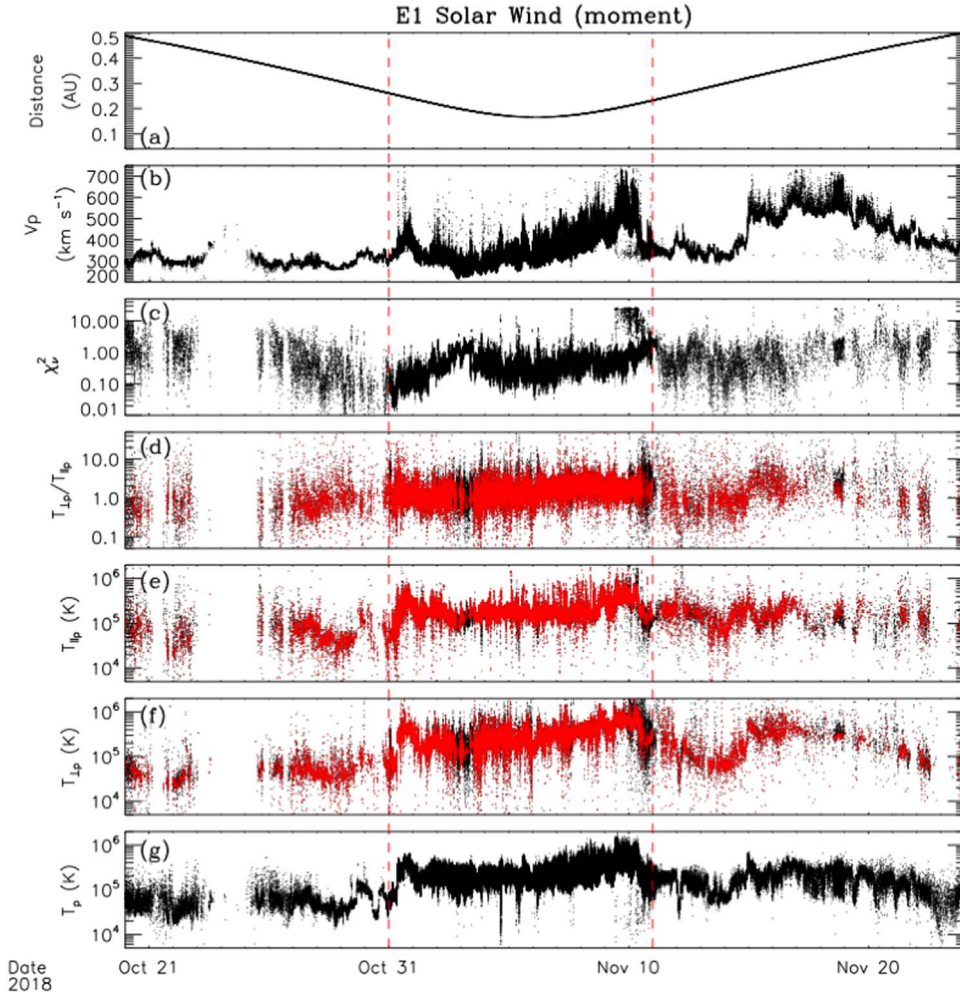 E1 Solar Wind (moment)
Distance
(AU)
0.5
0.4
0.3
0.2
0.1
(a)
Vp
(km s⁻¹)
700
600
500
400
300
200
(b)
χ²ᵥ
10.00
1.00
0.10
0.01
(c)
T⊥p/T∥p
10.0
1.0
0.1
(d)
T∥p (K)
10⁶
10⁵
10⁴
(e)
T⊥p (K)
10⁶
10⁵
10⁴
(f)
Tp (K)
10⁶
10⁵
10⁴
(g)
Date
2018
Oct 21 Oct 31 Nov 10 Nov 20